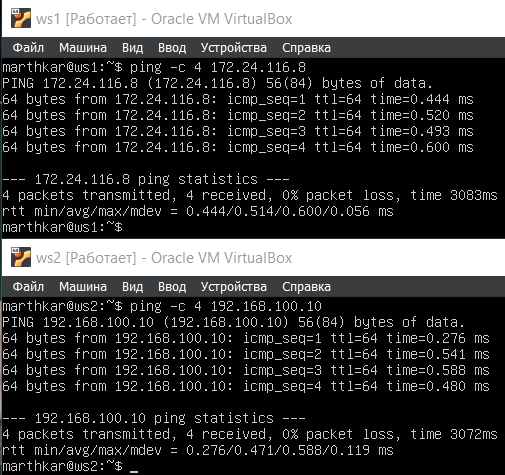 ws1 [Работает] - Oracle VM VirtualBox
Файл Машина Вид Ввод Устройства Справка
marthkar@ws1:~$ ping -c 4 172.24.116.8
PING 172.24.116.8 (172.24.116.8) 56(84) bytes of data.
64 bytes from 172.24.116.8: icmp_seq=1 ttl=64 time=0.444 ms
64 bytes from 172.24.116.8: icmp_seq=2 ttl=64 time=0.520 ms
64 bytes from 172.24.116.8: icmp_seq=3 ttl=64 time=0.493 ms
64 bytes from 172.24.116.8: icmp_seq=4 ttl=64 time=0.600 ms
--- 172.24.116.8 ping statistics ---
4 packets transmitted, 4 received, 0% packet loss, time 3083ms
rtt min/avg/max/mdev = 0.444/0.514/0.600/0.056 ms
marthkar@ws1:~$
ws2 [Работает] - Oracle VM VirtualBox
Файл Машина Вид Ввод Устройства Справка
marthkar@ws2:~$ ping -c 4 192.168.100.10
PING 192.168.100.10 (192.168.100.10) 56(84) bytes of data.
64 bytes from 192.168.100.10: icmp_seq=1 ttl=64 time=0.276 ms
64 bytes from 192.168.100.10: icmp_seq=2 ttl=64 time=0.541 ms
64 bytes from 192.168.100.10: icmp_seq=3 ttl=64 time=0.588 ms
64 bytes from 192.168.100.10: icmp_seq=4 ttl=64 time=0.480 ms
--- 192.168.100.10 ping statistics ---
4 packets transmitted, 4 received, 0% packet loss, time 3072ms
rtt min/avg/max/mdev = 0.276/0.471/0.588/0.119 ms
marthkar@ws2:~$ _